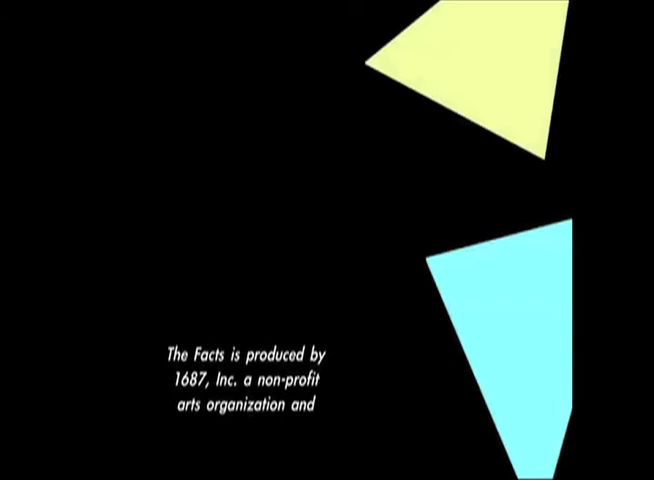 The Facts is produced by
1687, Inc. a non-profit
arts organization and